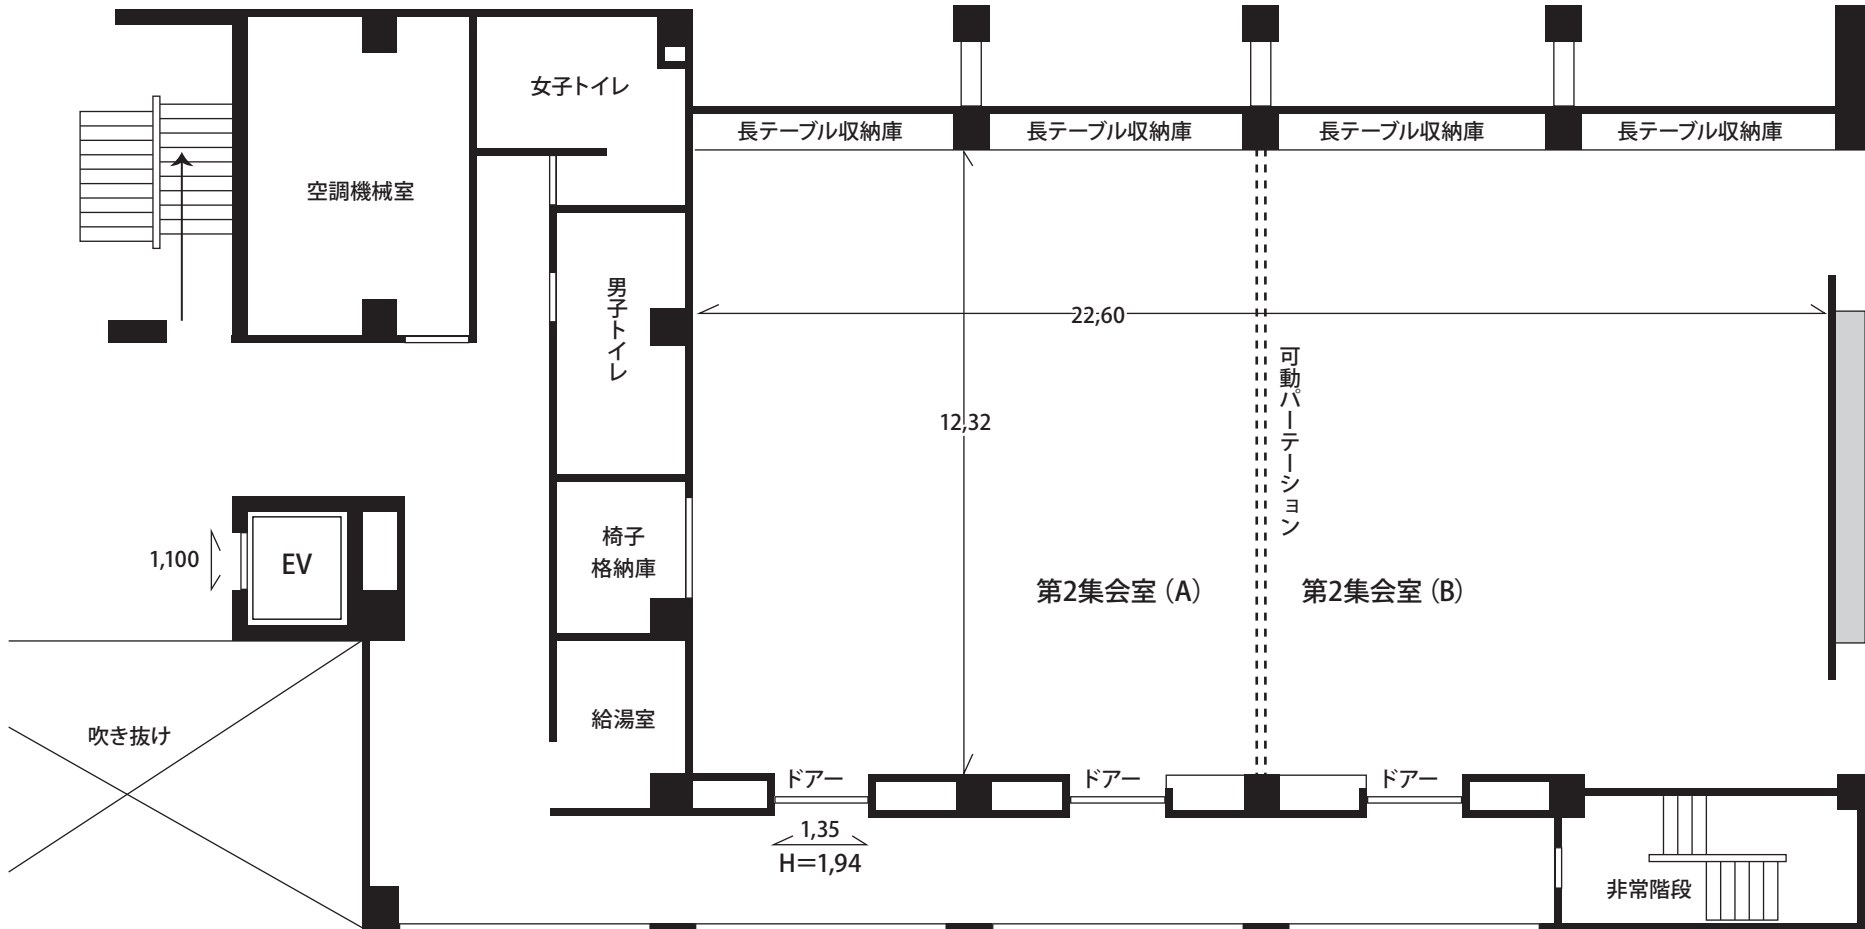 女子トイレ
長テーブル収納庫
長テーブル収納庫
長テーブル収納庫
長テーブル収納庫
空調機械室
男子トイレ
22,60
可動パーテーション
12,32
椅子
格納庫
1,100
EV
第2集会室（A）
第2集会室（B）
給湯室
吹き抜け
ドアー
ドアー
ドアー
1,35
H＝1,94
非常階段